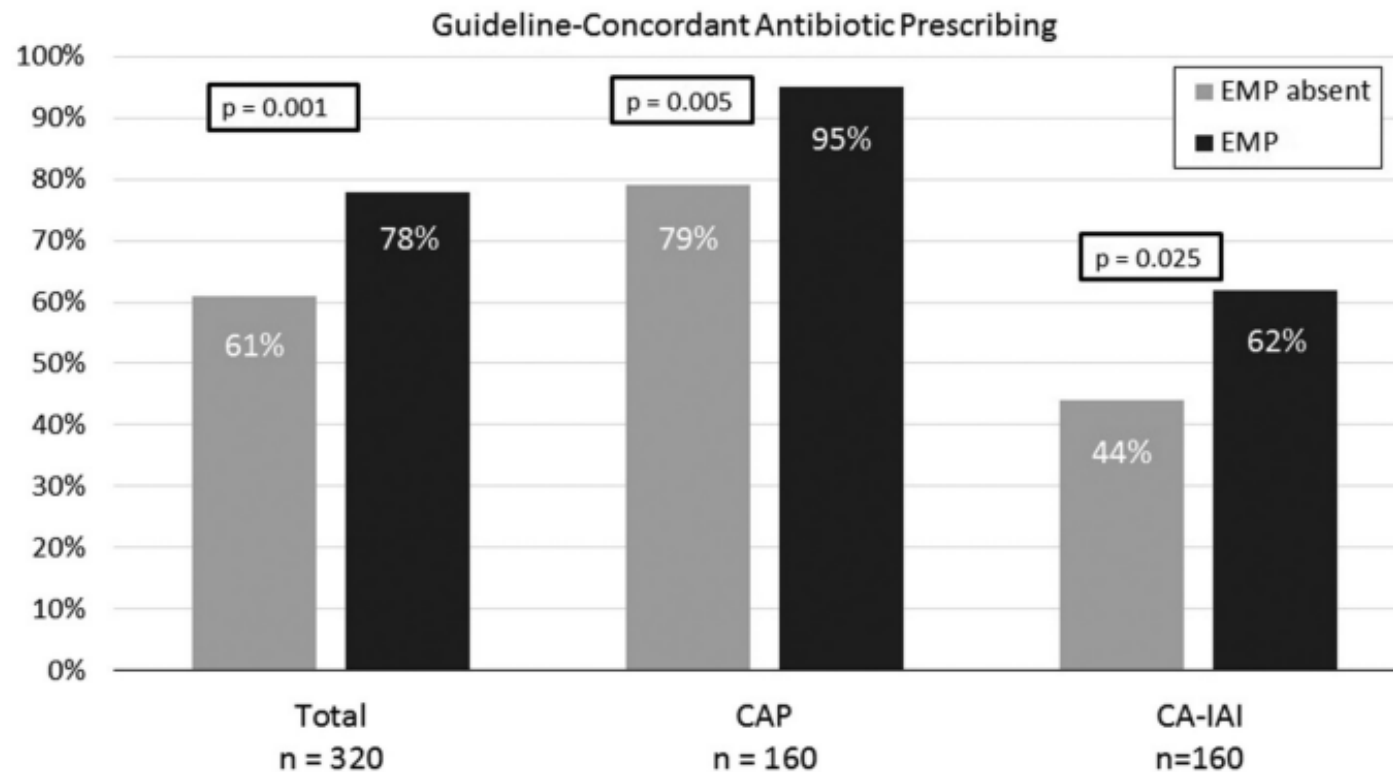 Guideline-Concordant Antibiotic Prescribing
100%
90%
80%
70%
60%
50%
40%
30%
20%
10%
0%
p = 0.001
p = 0.005
p = 0.025
EMP absent
EMP
61%
78%
79%
95%
44%
62%
Total
n = 320
CAP
n = 160
CA-IAI
n=160